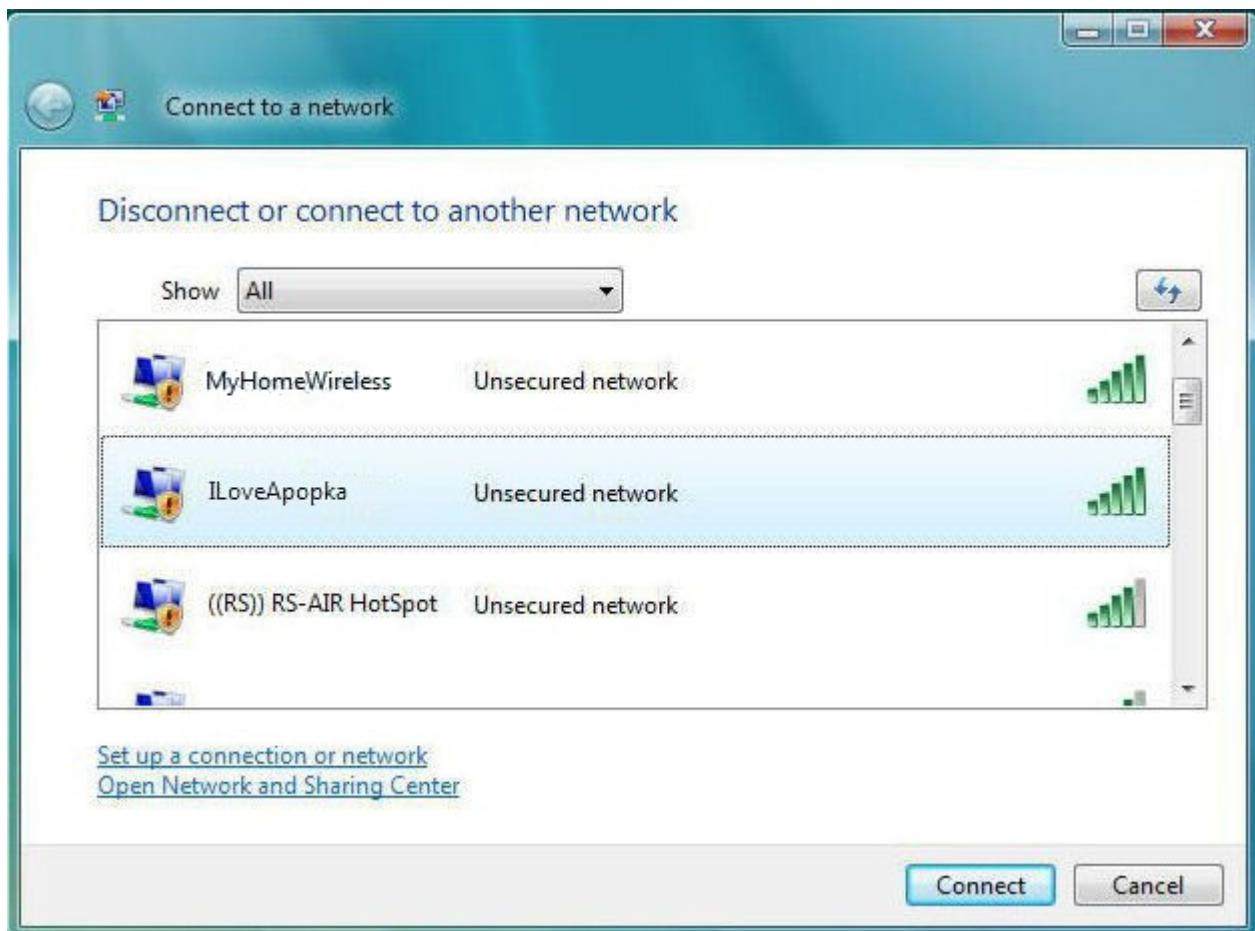 Connect to a network
Disconnect or connect to another network
Show All
MyHomeWireless Unsecured network
ILoveApopka Unsecured network
((RS)) RS-AIR HotSpot Unsecured network
Set up a connection or network
Open Network and Sharing Center
Connect Cancel